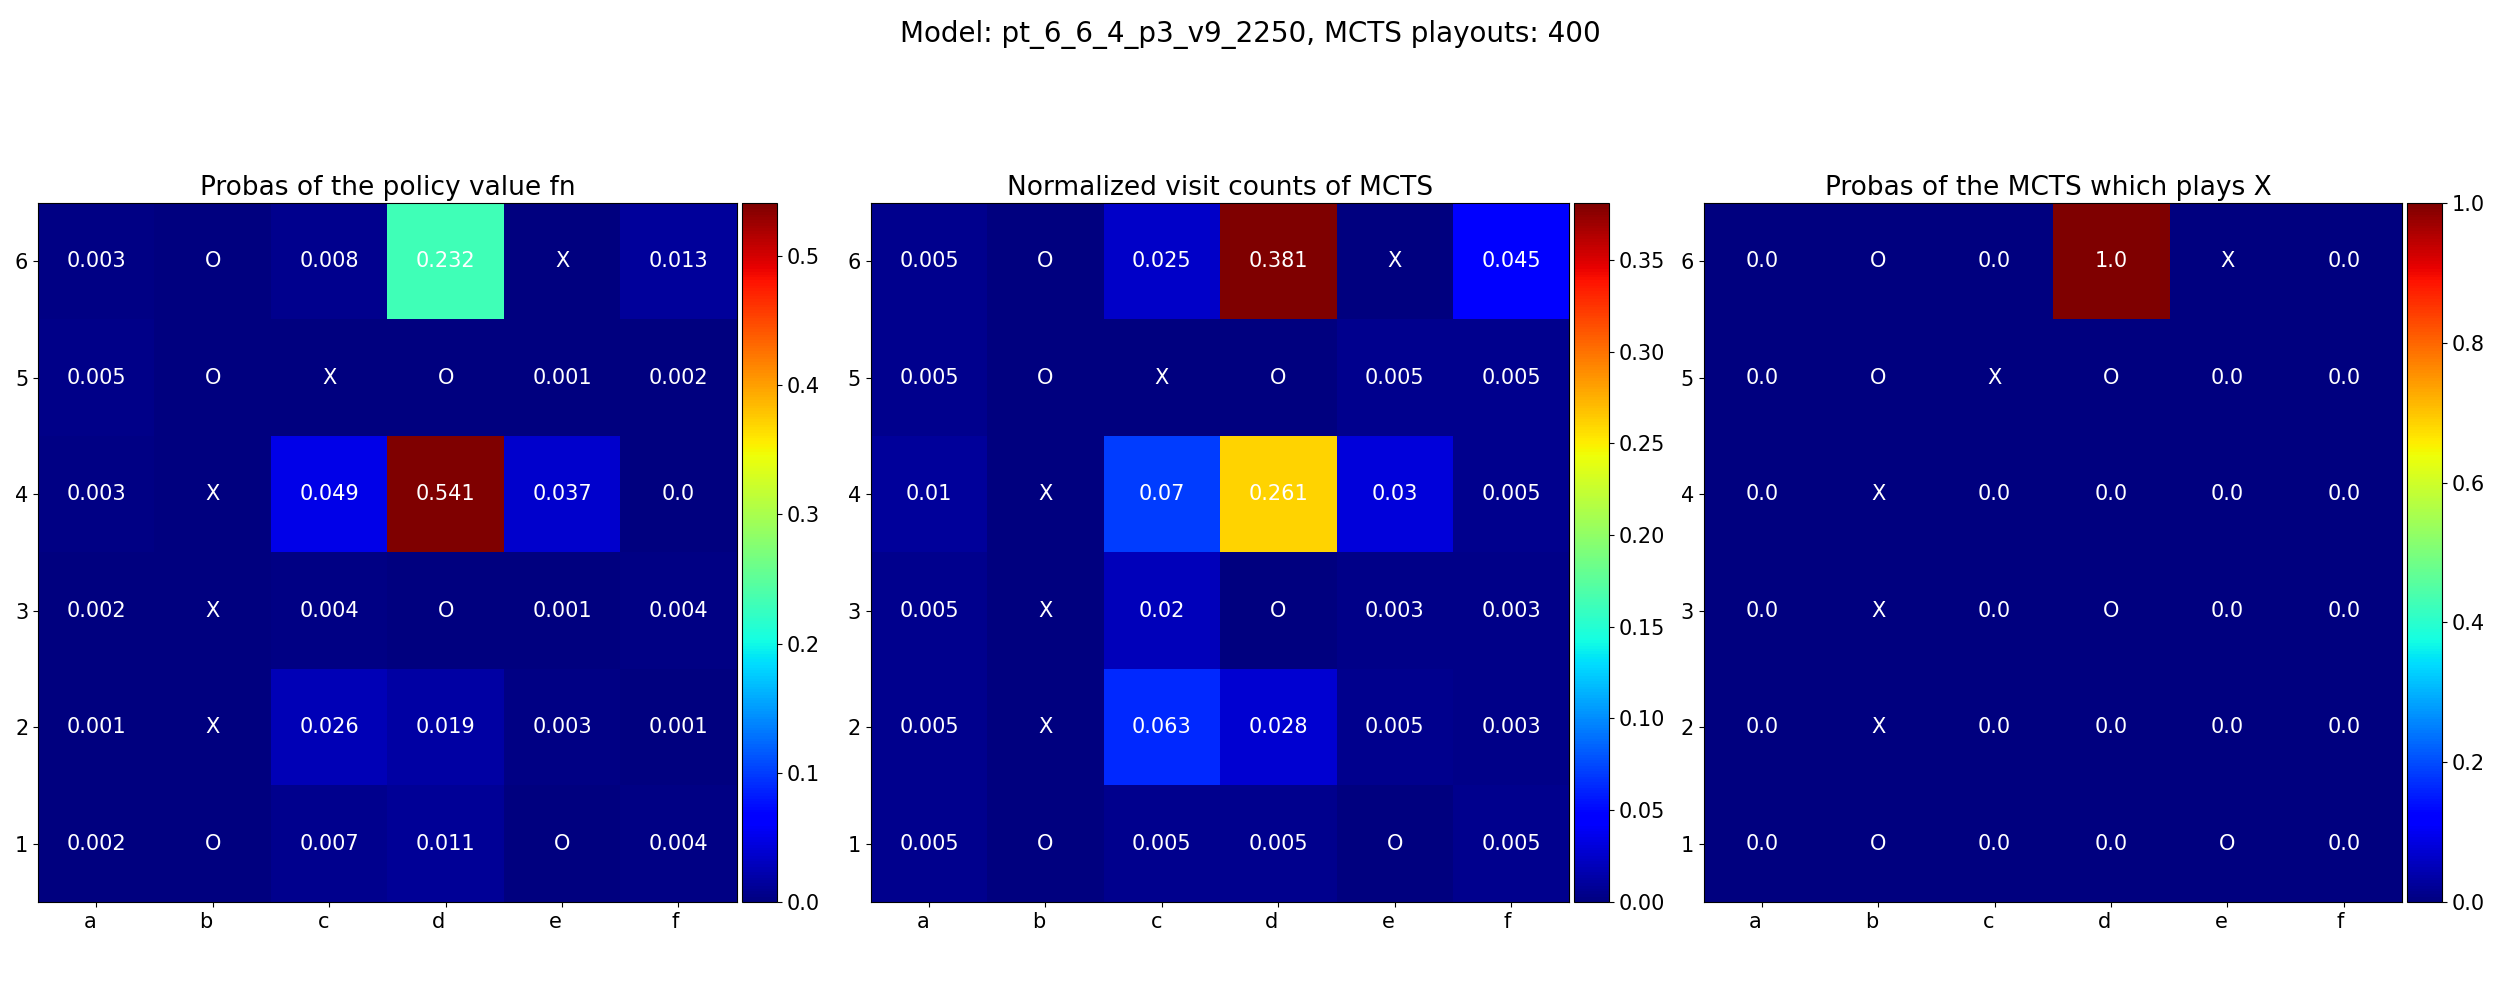 Model: pt_6_6_4_p3_v9_2250, MCTS playouts: 400
Probas of the policy value fn
6 0.003 O 0.008 0.232 X 0.013
5 0.005 O X O 0.001 0.002
4 0.003 X 0.049 0.541 0.037 0.0
3 0.002 X 0.004 O 0.001 0.004
2 0.001 X 0.026 0.019 0.003 0.001
1 0.002 O 0.007 0.011 O 0.004
a b c d e f
0.5
0.4
0.3
0.2
0.1
0.0
Normalized visit counts of MCTS
6 0.005 O 0.025 0.381 X 0.045
5 0.005 O X O 0.005 0.005
4 0.01 X 0.07 0.261 0.03 0.005
3 0.005 X 0.02 O 0.003 0.003
2 0.005 X 0.063 0.028 0.005 0.003
1 0.005 O 0.005 0.005 O 0.005
a b c d e f
0.35
0.30
0.25
0.20
0.15
0.10
0.05
0.00
Probas of the MCTS which plays X
6 0.0 O 0.0 1.0 X 0.0
5 0.0 O X O 0.0 0.0
4 0.0 X 0.0 0.0 0.0 0.0
3 0.0 X 0.0 O 0.0 0.0
2 0.0 X 0.0 0.0 0.0 0.0
1 0.0 O 0.0 0.0 O 0.0
a b c d e f
1.0
0.8
0.6
0.4
0.2
0.0